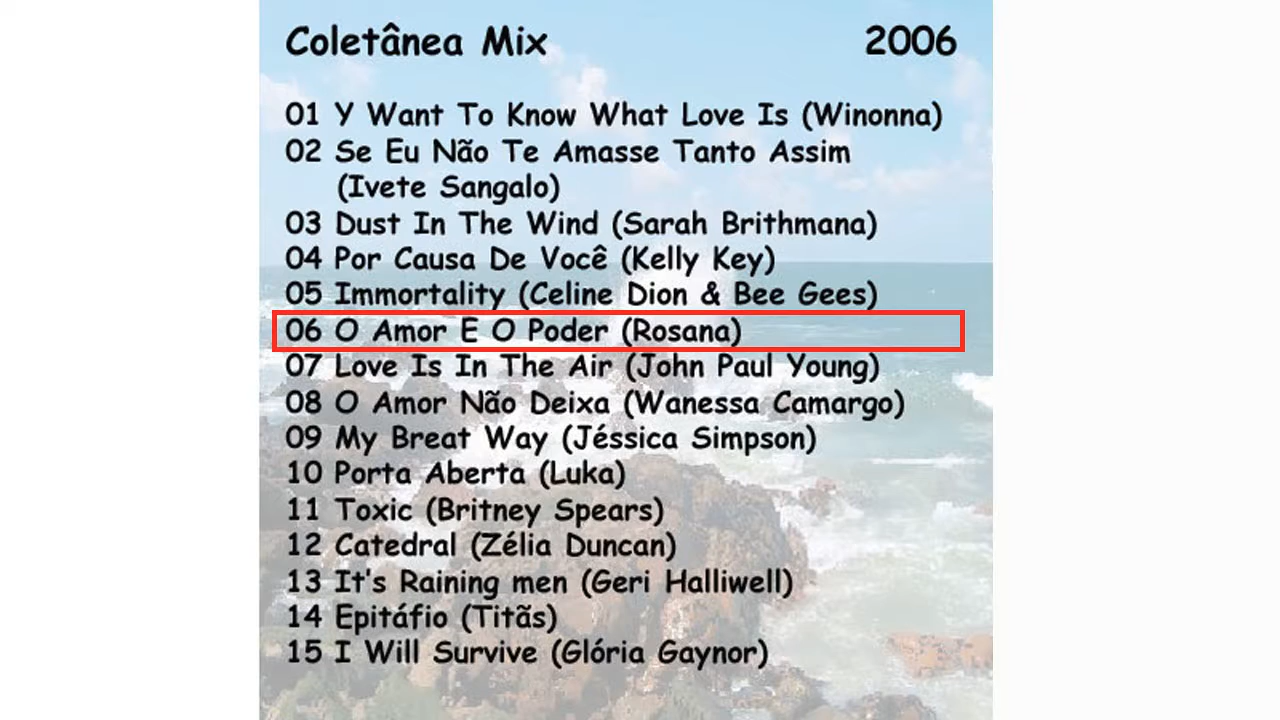 Coletânea Mix 2006
01 Y Want To Know What Love Is (Winonna)
02 Se Eu Não Te Amasse Tanto Assim
(Ivete Sangalo)
03 Dust In The Wind (Sarah Brithmana)
04 Por Causa De Você (Kelly Key)
05 Immortality (Celine Dion & Bee Gees)
06 O Amor E O Poder (Rosana)
07 Love Is In The Air (John Paul Young)
08 O Amor Não Deixa (Wanessa Camargo)
09 My Breat Way (Jéssica Simpson)
10 Porta Aberta (Luka)
11 Toxic (Britney Spears)
12 Catedral (Zélia Duncan)
13 It's Raining men (Geri Halliwell)
14 Epitáfio (Titãs)
15 I Will Survive (Glória Gaynor)